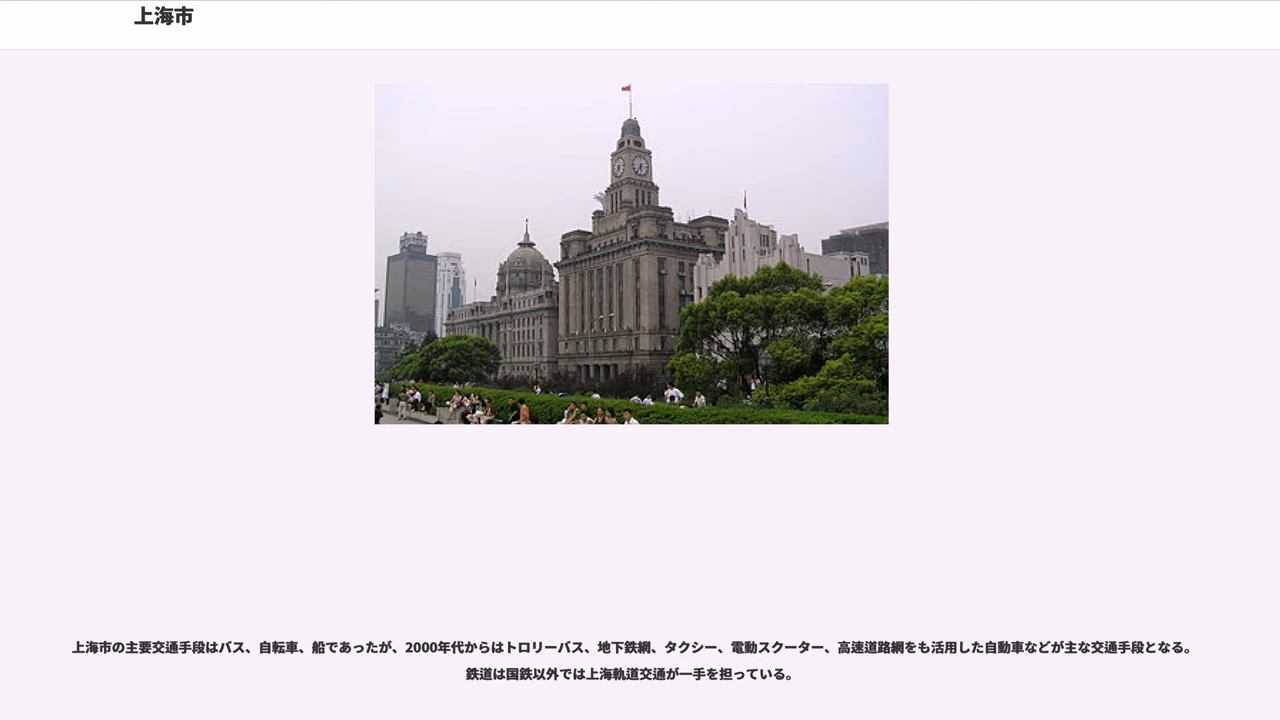 上海市
上海市の主要交通手段はバス、自転車、船であったが、2000年代からはトロリーバス、地下鉄網、タクシー、電動スクーター、高速道路網をも活用した自動車などが主な交通手段となる。
鉄道は国鉄以外では上海軌道交通が一手を担っている。